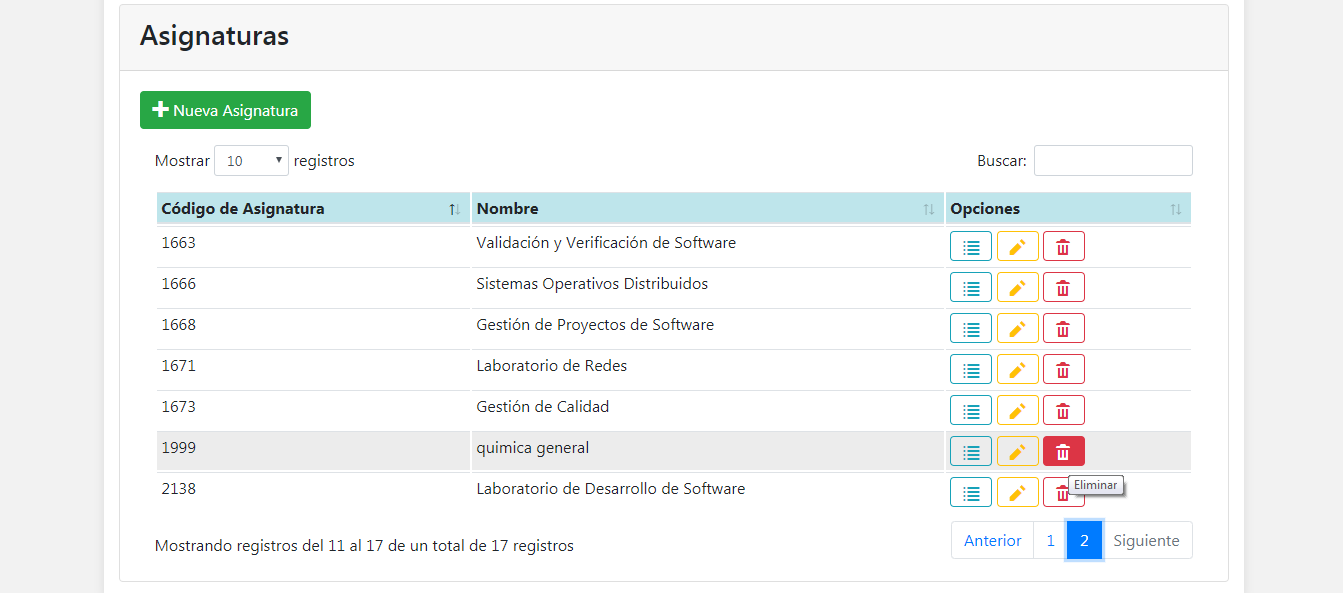 Asignaturas
Nueva Asignatura
Mostrar 10 registros Buscar:
Código de Asignatura Nombre Opciones
1663 Validación y Verificación de Software
1666 Sistemas Operativos Distribuidos
1668 Gestión de Proyectos de Software
1671 Laboratorio de Redes
1673 Gestión de Calidad
1999 quimica general
2138 Laboratorio de Desarrollo de Software
Eliminar
Mostrando registros del 11 al 17 de un total de 17 registros Anterior 1 2 Siguiente